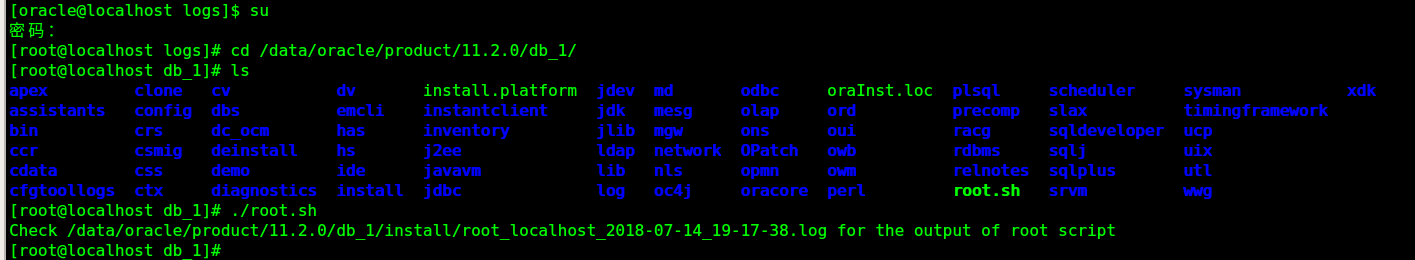 [oracle@localhost logs]$ su
密码：
[root@localhost logs]# cd /data/oracle/product/11.2.0/db_1/
[root@localhost db_1]# ls
apex clone cv dv install.platform jdev md odbc oraInst.loc plsql scheduler sysman xdk
assistants config dbs emcli instantclient jdk mesg olap ord precomp slax timingframework
bin crs dc_ocm has inventory jlib mgw ons oui racg sqldeveloper ucp
ccr csmig deinstall hs j2ee ldap network OPatch owb rdbms sqlj uix
cdata css demo ide javavm lib nls opmn owm relnotes sqlplus utl
cfgtoollogs ctx diagnostics install jdbc log oc4j oracore perl root.sh srvm wwg
[root@localhost db_1]# ./root.sh
Check /data/oracle/product/11.2.0/db_1/install/root_localhost_2018-07-14_19-17-38.log for the output of root script
[root@localhost db_1]#